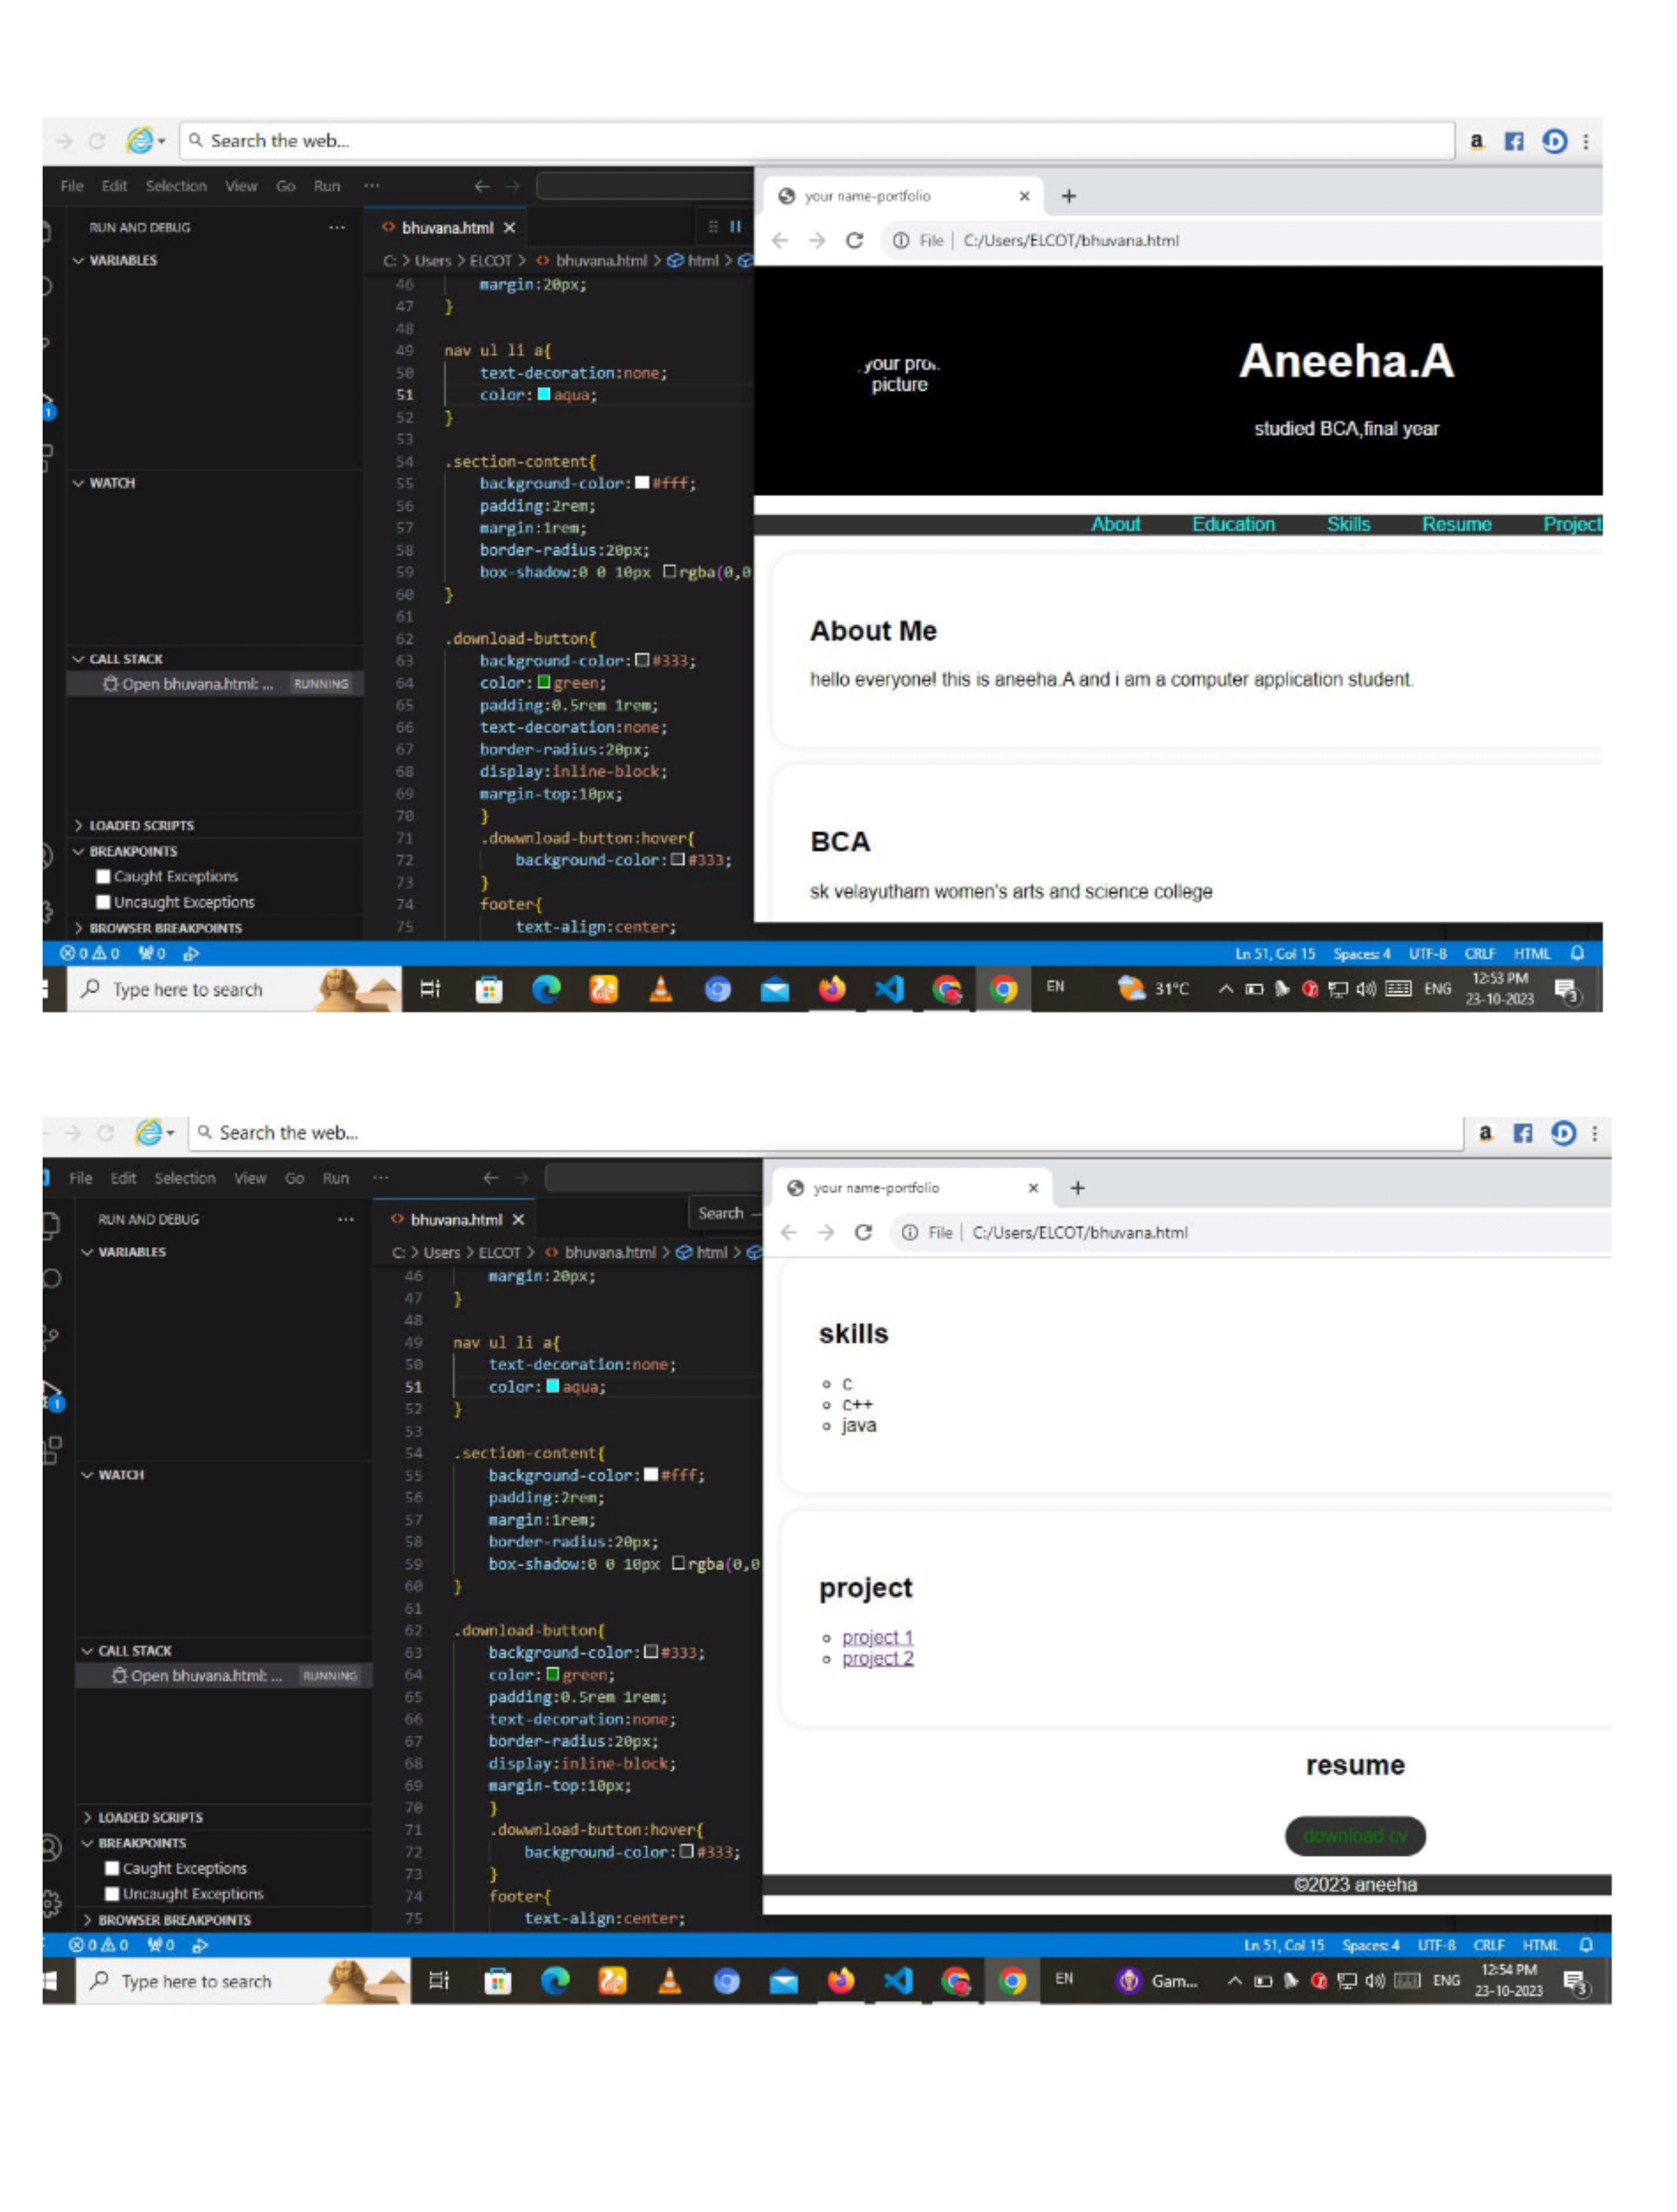 Search the web...
a
File Edit Selection View Go Run ...
RUN AND DEBUG ...
VARIABLES
WATCH
CALL STACK
Open bhuvana.html: ... RUNNING
LOADED SCRIPTS
BREAKPOINTS
Caught Exceptions
Uncaught Exceptions
BROWSER BREAKPOINTS
1
bhuvana.html
C: > Users > ELCOT > bhuvana.html > html >
46 margin:20px;
47 }
48
49 nav ul li a{
50 text-decoration:none;
51 color: aqua;
52 }
53
54 .section-content{
55 background-color: #fff;
56 padding:2rem;
57 margin:1rem;
58 border-radius:20px;
59 box-shadow:0 0 10px rgba(0,0
60 }
61
62 .download-button{
63 background-color: #333;
64 color: green;
65 padding:0.5rem 1rem;
66 text-decoration:none;
67 border-radius:20px;
68 display:inline-block;
69 margin-top:10px;
70 }
71 .dowwnload-button:hover{
72 background-color: #333;
73 }
74 footer{
75 text-align:center;
your name-portfolio
File | C:/Users/ELCOT/bhuvana.html
your pro
picture
Aneeha.A
studied BCA,final year
About Education Skills Resume Project
About Me
hello everyone! this is aneeha.A and i am a computer application student.
BCA
sk velayutham women's arts and science college
0 0 0
Ln 51, Col 15 Spaces: 4 UTF-8 CRLF HTML
Type here to search
EN
31°C
ENG
12:53 PM
23-10-2023
3
Search the web...
a
File Edit Selection View Go Run ...
RUN AND DEBUG ...
VARIABLES
WATCH
CALL STACK
Open bhuvana.html: ... RUNNING
LOADED SCRIPTS
BREAKPOINTS
Caught Exceptions
Uncaught Exceptions
BROWSER BREAKPOINTS
1
bhuvana.html
Search
C: > Users > ELCOT > bhuvana.html > html >
46 margin:20px;
47 }
48
49 nav ul li a{
50 text-decoration:none;
51 color: aqua;
52 }
53
54 .section-content{
55 background-color: #fff;
56 padding:2rem;
57 margin:1rem;
58 border-radius:20px;
59 box-shadow:0 0 10px rgba(0,0
60 }
61
62 .download-button{
63 background-color: #333;
64 color: green;
65 padding:0.5rem 1rem;
66 text-decoration:none;
67 border-radius:20px;
68 display:inline-block;
69 margin-top:10px;
70 }
71 .dowwnload-button:hover{
72 background-color: #333;
73 }
74 footer{
75 text-align:center;
your name-portfolio
File | C:/Users/ELCOT/bhuvana.html
skills
c
c++
java
project
project 1
project 2
resume
download cv
©2023 aneeha
0 0 0
Ln 51, Col 15 Spaces: 4 UTF-8 CRLF HTML
Type here to search
EN
Gam...
ENG
12:54 PM
23-10-2023
3